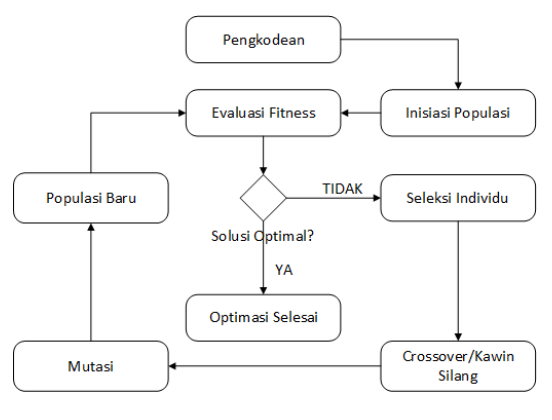 Pengkodean
Evaluasi Fitness
Inisiasi Populasi
Populasi Baru
TIDAK
Seleksi Individu
Solusi Optimal?
YA
Optimasi Selesai
Mutasi
Crossover/Kawin
Silang